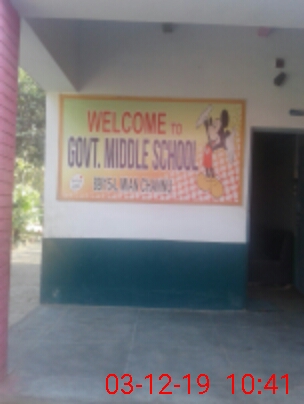 WELCOME TO
GOVT. MIDDLE SCHOOL
03-12-19 10:41